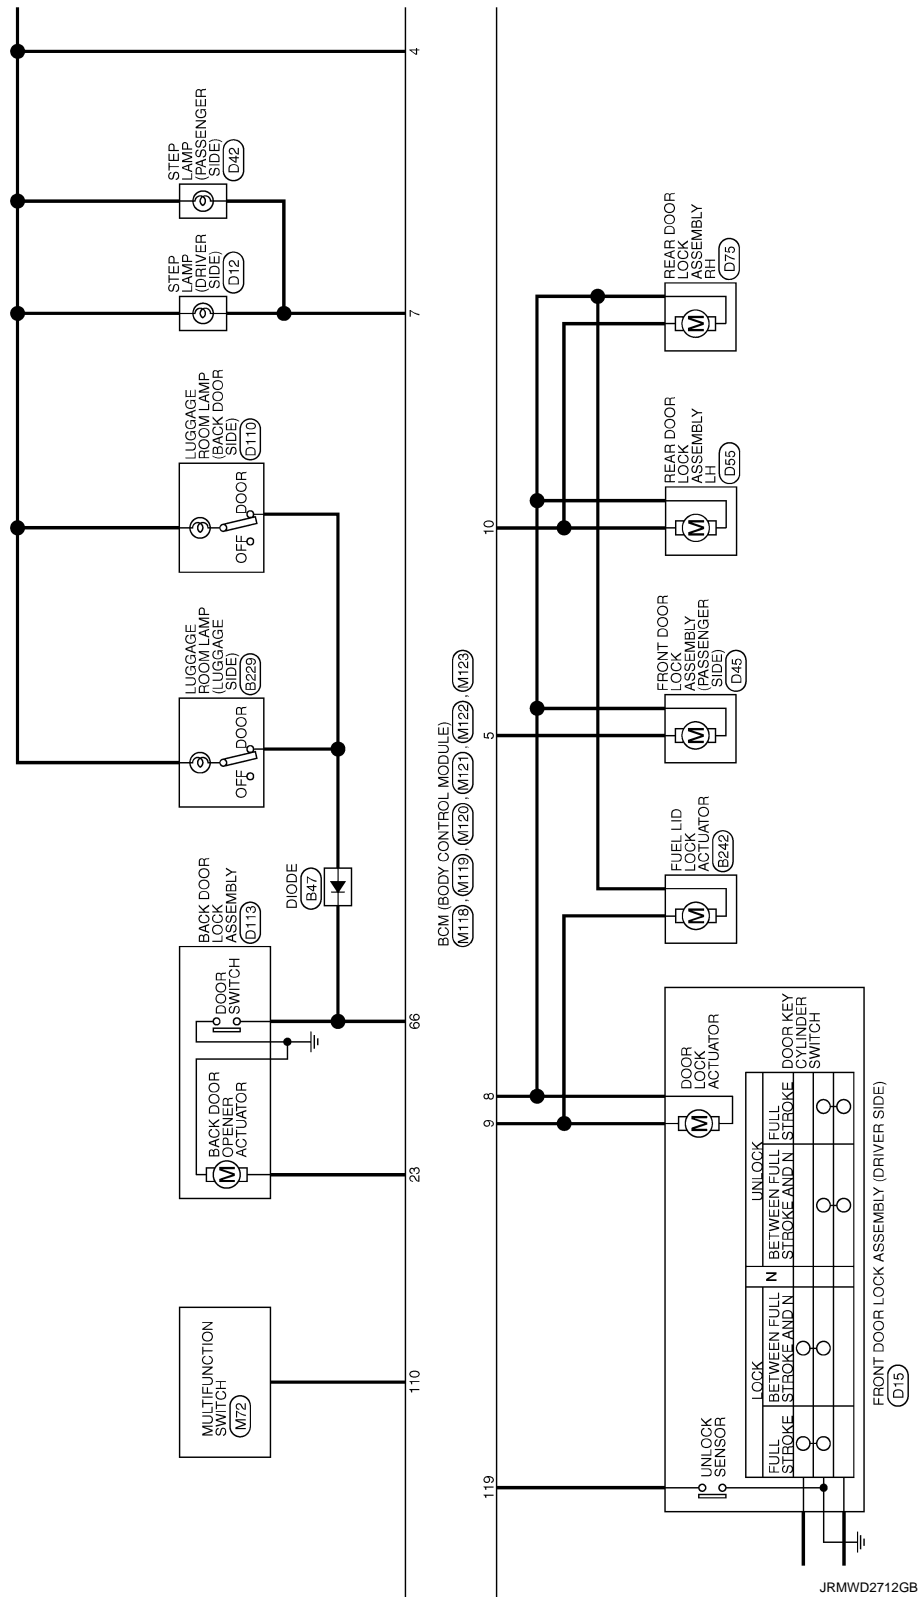 MULTIFUNCTION
SWITCH
M72
110
BACK DOOR
LOCK
ASSEMBLY
D113
BACK DOOR
OPENER
ACTUATOR
M
DOOR
SWITCH
23
66
DIODE
B47
LUGGAGE
ROOM LAMP
(LUGGAGE
SIDE)
B229
OFF
DOOR
LUGGAGE
ROOM LAMP
(BACK DOOR
SIDE)
D110
OFF
DOOR
STEP
LAMP
(DRIVER
SIDE)
D12
7
STEP
LAMP
(PASSENGER
SIDE)
D42
4
BCM (BODY CONTROL MODULE)
M118 , M119 , M120 , M121 , M122 , M123
119
9
8
5
10
UNLOCK
SENSOR
DOOR
LOCK
ACTUATOR
M
LOCK
N
UNLOCK
DOOR KEY
CYLINDER
SWITCH
FULL
STROKE
BETWEEN FULL
STROKE AND N
BETWEEN FULL
STROKE AND N
FULL
STROKE
FRONT DOOR LOCK ASSEMBLY (DRIVER SIDE)
D15
FUEL LID
LOCK
ACTUATOR
B242
M
FRONT DOOR
LOCK
ASSEMBLY
(PASSENGER
SIDE)
D45
M
REAR DOOR
LOCK
ASSEMBLY
LH
D55
M
REAR DOOR
LOCK
ASSEMBLY
RH
D75
M
JRMWD2712GB